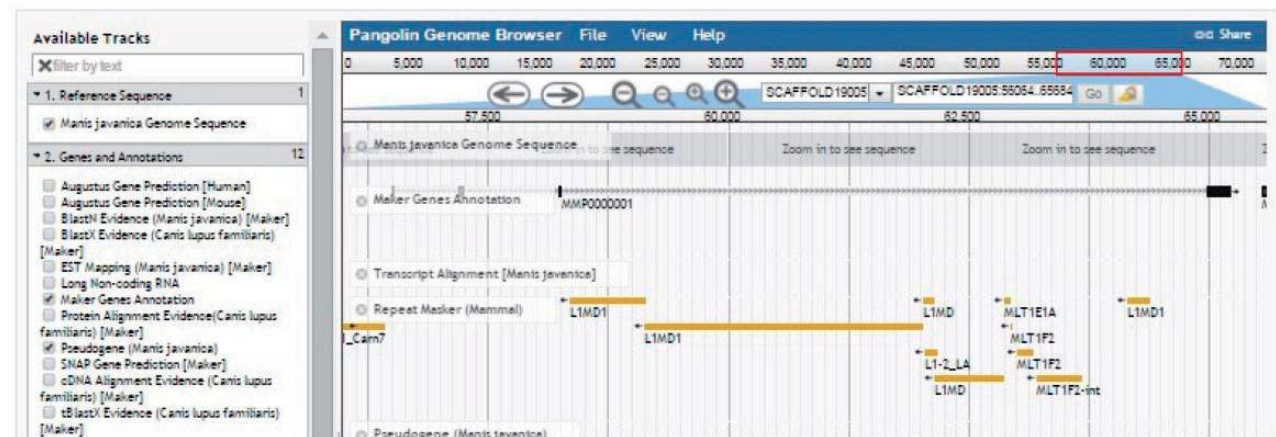 Available Tracks
filter by text
1. Reference Sequence 1
Manis javanica Genome Sequence
2. Genes and Annotations 12
Augustus Gene Prediction [Human]
Augustus Gene Prediction [Mouse]
BlastN Evidence (Manis javanica) [Maker]
BlastX Evidence (Canis lupus familiaris)
[Maker]
EST Mapping (Manis javanica) [Maker]
Long Non-coding RNA
Maker Genes Annotation
Protein Alignment Evidence(Canis lupus
familiaris) [Maker]
Pseudogene (Manis javanica)
SNAP Gene Prediction [Maker]
cDNA Alignment Evidence (Canis lupus
familiaris) [Maker]
tBlastX Evidence (Canis lupus familiaris)
[Maker]
Pangolin Genome Browser File View Help Share
0 5,000 10,000 15,000 20,000 25,000 30,000 35,000 40,000 45,000 50,000 55,000 60,000 65,000 70,000
SCAFFOLD19005 SCAFFOLD19005:56064..65684 Go
57,500 60,000 62,500 65,000
Manis javanica Genome Sequence see sequence Zoom in to see sequence Zoom in to see sequence
Maker Genes Annotation
MMP0000001
Transcript Alignment [Manis javanica]
Repeat Masker (Mammal)
L1MD1 L1MD MLT1E1A L1MD1
_Carn7 L1MD1 MLT1F2
L1-2_LA MLT1F2
L1MD MLT1F2-int
Pseudogene (Manis javanica)